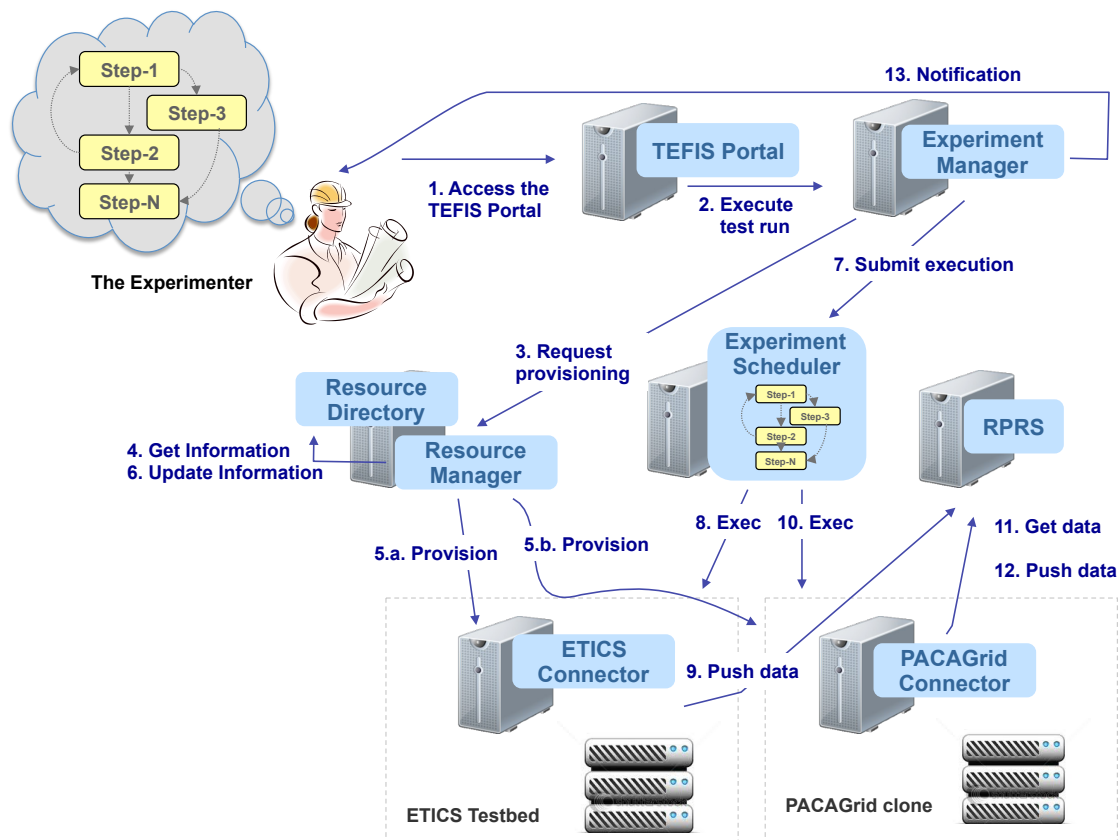 Step-1
Step-3
Step-2
Step-N
The Experimenter
13. Notification
1. Access the
TEFIS Portal
TEFIS Portal
2. Execute
test run
Experiment
Manager
7. Submit execution
3. Request
provisioning
Experiment
Scheduler
Step-1
Step-3
Step-2
Step-N
RPRS
Resource
Directory
4. Get Information
6. Update Information
Resource
Manager
8. Exec
10. Exec
11. Get data
12. Push data
5.a. Provision
5.b. Provision
ETICS
Connector
9. Push data
PACAGrid
Connector
ETICS Testbed
PACAGrid clone